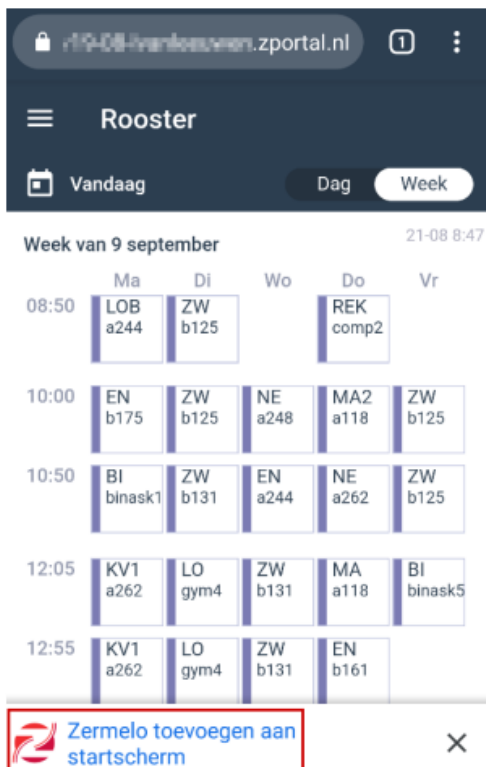 .zportal.nl 1
Rooster
Vandaag Dag Week
Week van 9 september 21-08 8:47
Ma Di Wo Do Vr
08:50 LOB ZW REK
a244 b125 comp2
10:00 EN ZW NE MA2 ZW
b175 b125 a248 a118 b125
10:50 BI ZW EN NE ZW
binask1 b131 a244 a262 b125
12:05 KV1 LO ZW MA BI
a262 gym4 b131 a118 binask5
12:55 KV1 LO ZW EN
a262 gym4 b131 b161
Zermelo toevoegen aan
startscherm